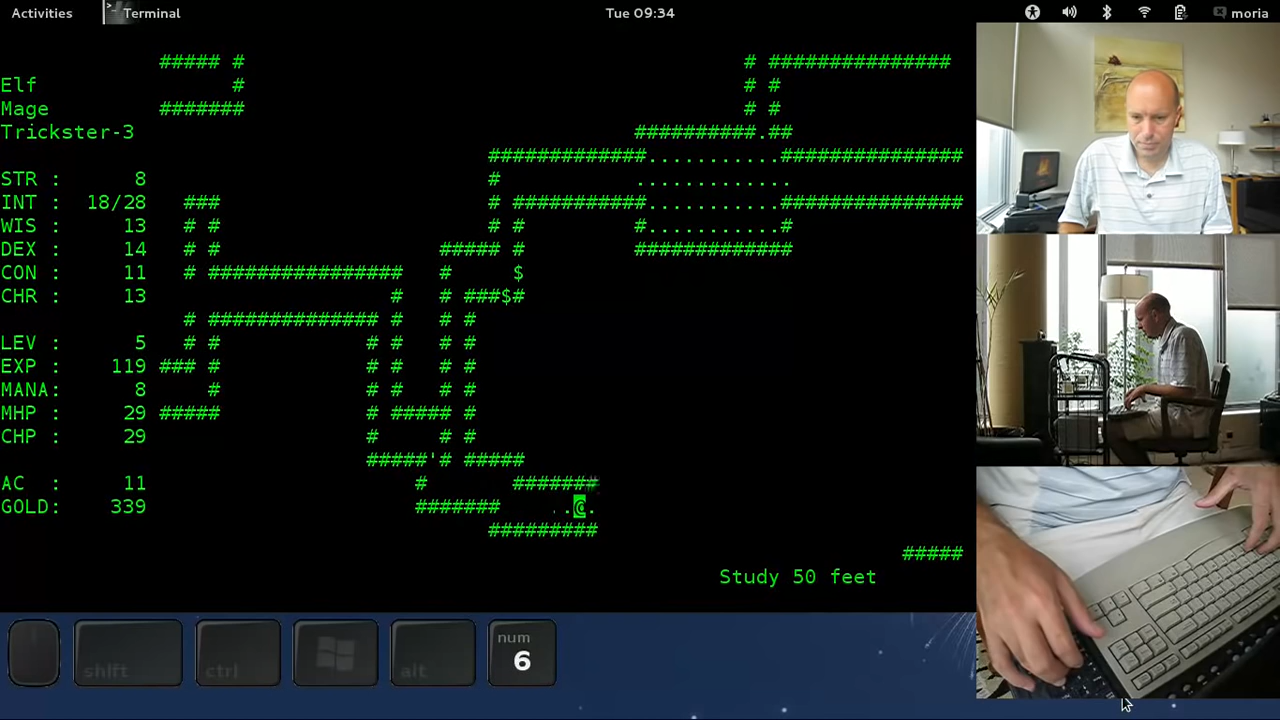 Activities Terminal Tue 09:34 moria
##### #
Elf #
Mage #######
Trickster-3
STR : 8
INT : 18/28
WIS : 13
DEX : 14
CON : 11
CHR : 13
LEV : 5
EXP : 119
MANA: 8
MHP : 29
CHP : 29
AC : 11
GOLD: 339
Study 50 feet
shift ctrl alt num
6